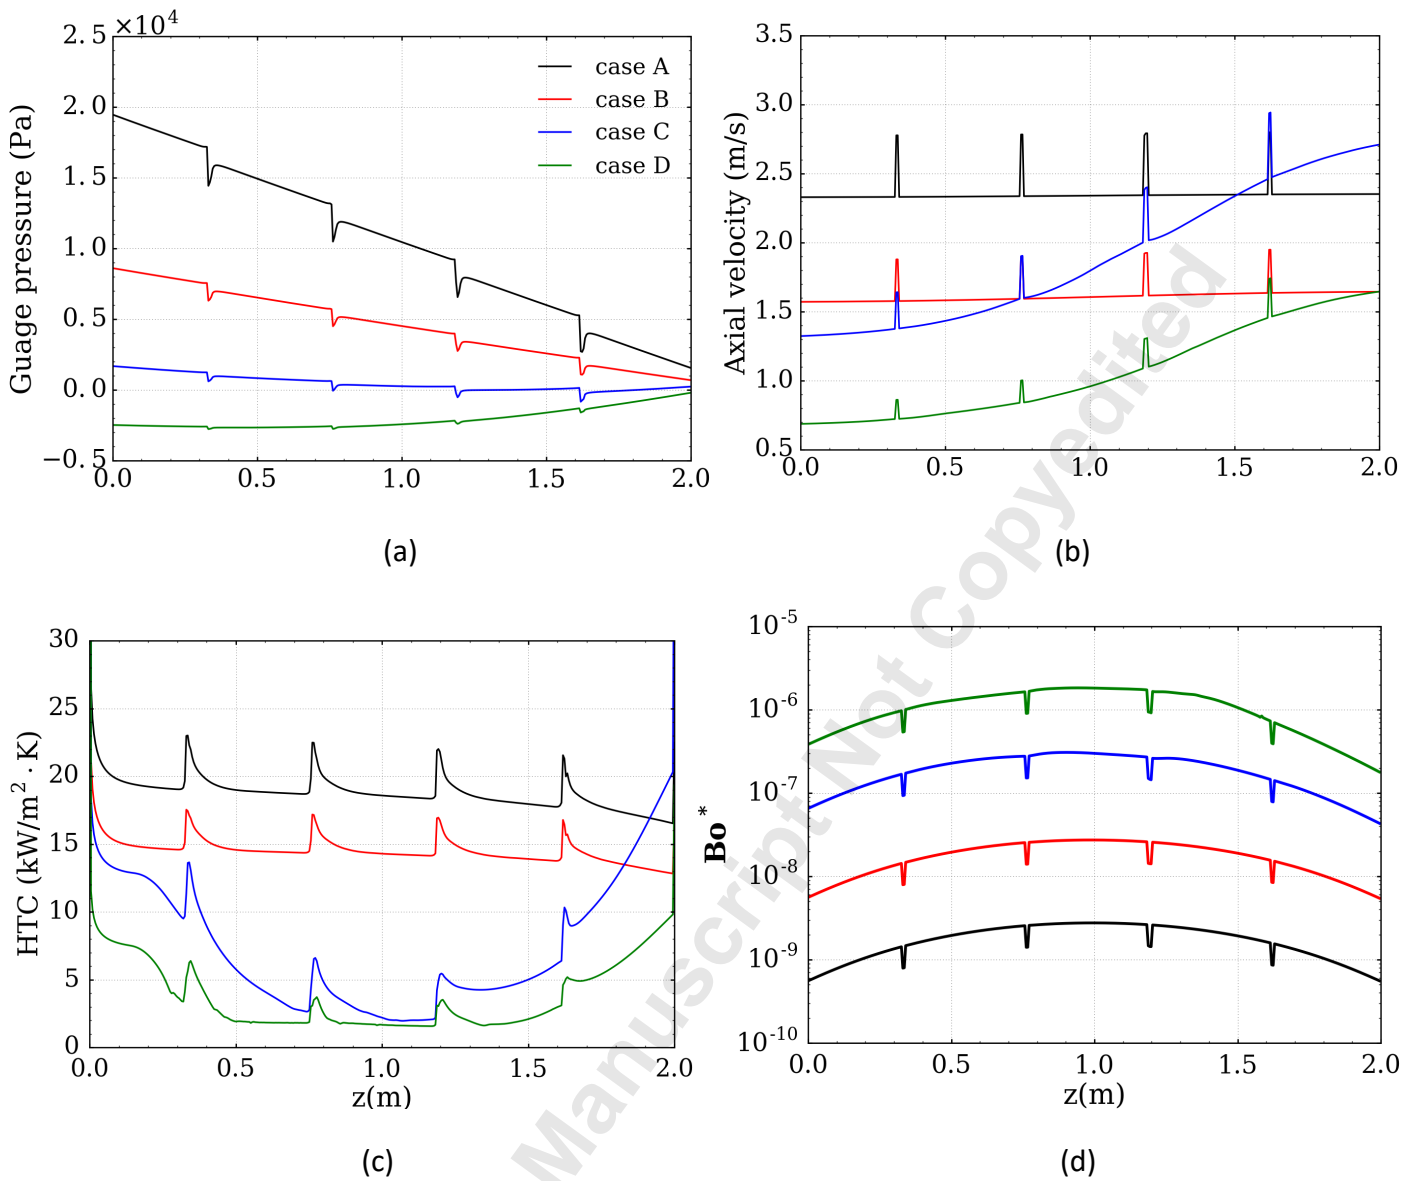 ×10⁴
2.5
2.0
1.5
1.0
0.5
0.0
−0.5
Guage pressure (Pa)
case A
case B
case C
case D
0.0 0.5 1.0 1.5 2.0
(a)
3.5
3.0
2.5
2.0
1.5
1.0
0.5
Axial velocity (m/s)
0.0 0.5 1.0 1.5 2.0
(b)
30
25
20
15
10
5
0
HTC (kW/m² · K)
0.0 0.5 1.0 1.5 2.0
z(m)
(c)
10⁻⁵
10⁻⁶
10⁻⁷
10⁻⁸
10⁻⁹
10⁻¹⁰
Bo*
0.0 0.5 1.0 1.5 2.0
z(m)
(d)
Manuscript Not Copyedited